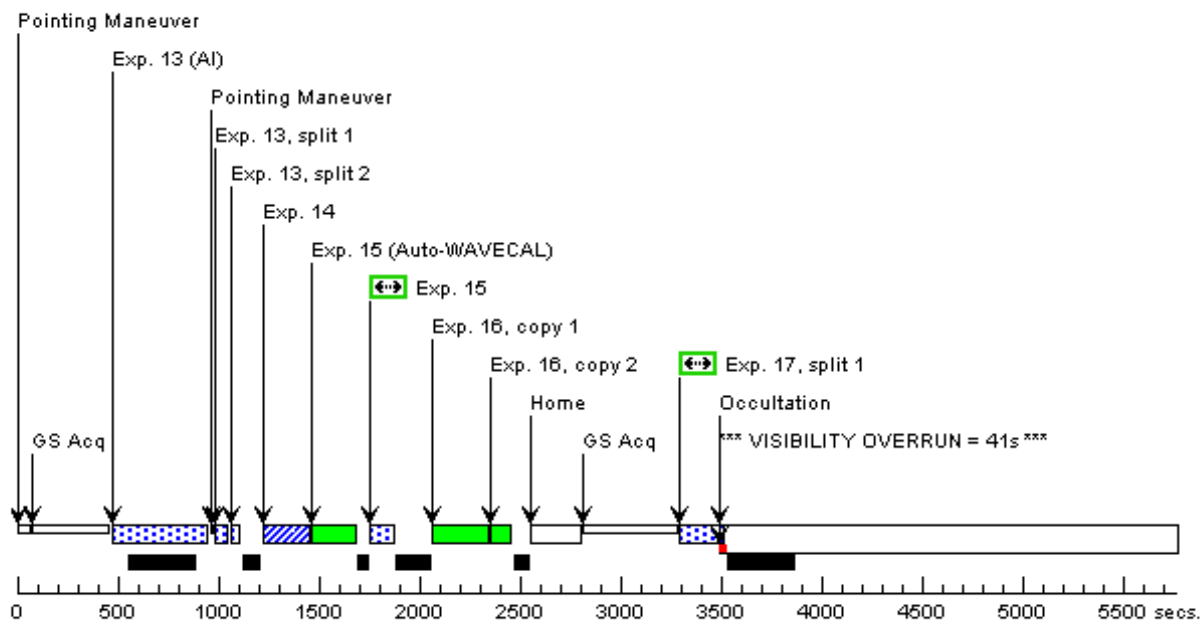 Pointing Maneuver
Exp. 13 (AI)
Pointing Maneuver
Exp. 13, split 1
Exp. 13, split 2
Exp. 14
Exp. 15 (Auto-WAVECAL)
Exp. 15
Exp. 16, copy 1
Exp. 16, copy 2
Exp. 17, split 1
Home
Occultation
GS Acq
GS Acq
*** VISIBILITY OVERRUN = 41s ***
0 500 1000 1500 2000 2500 3000 3500 4000 4500 5000 5500 secs.